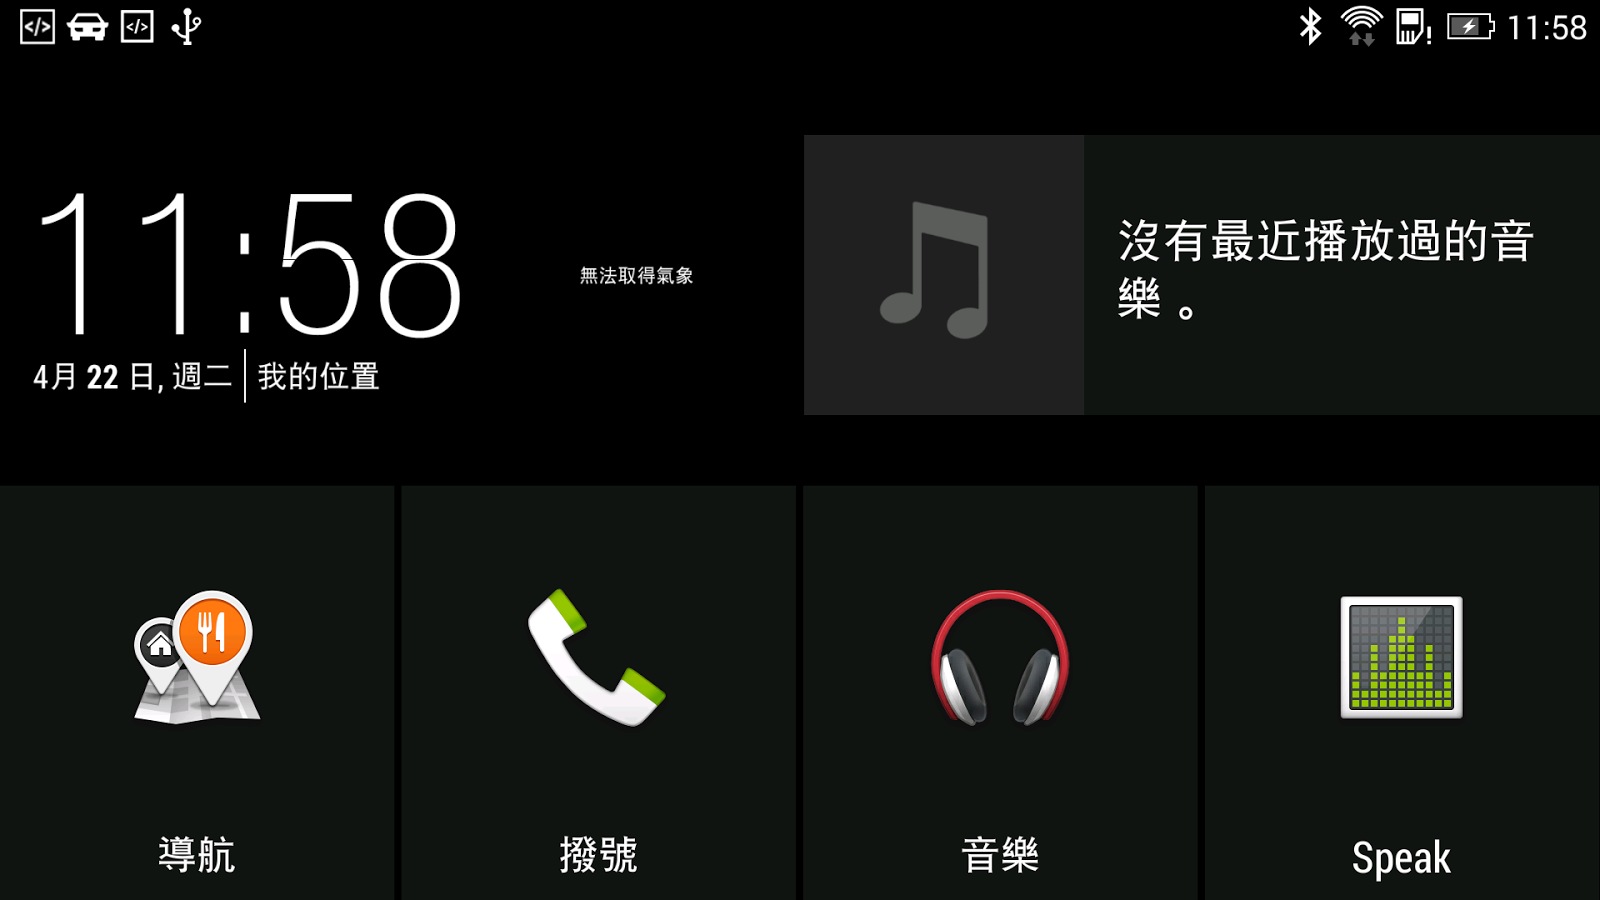 11:58
11:58
4月 22 日, 週二
我的位置
無法取得氣象
沒有最近播放過的音
樂。
導航
撥號
音樂
Speak